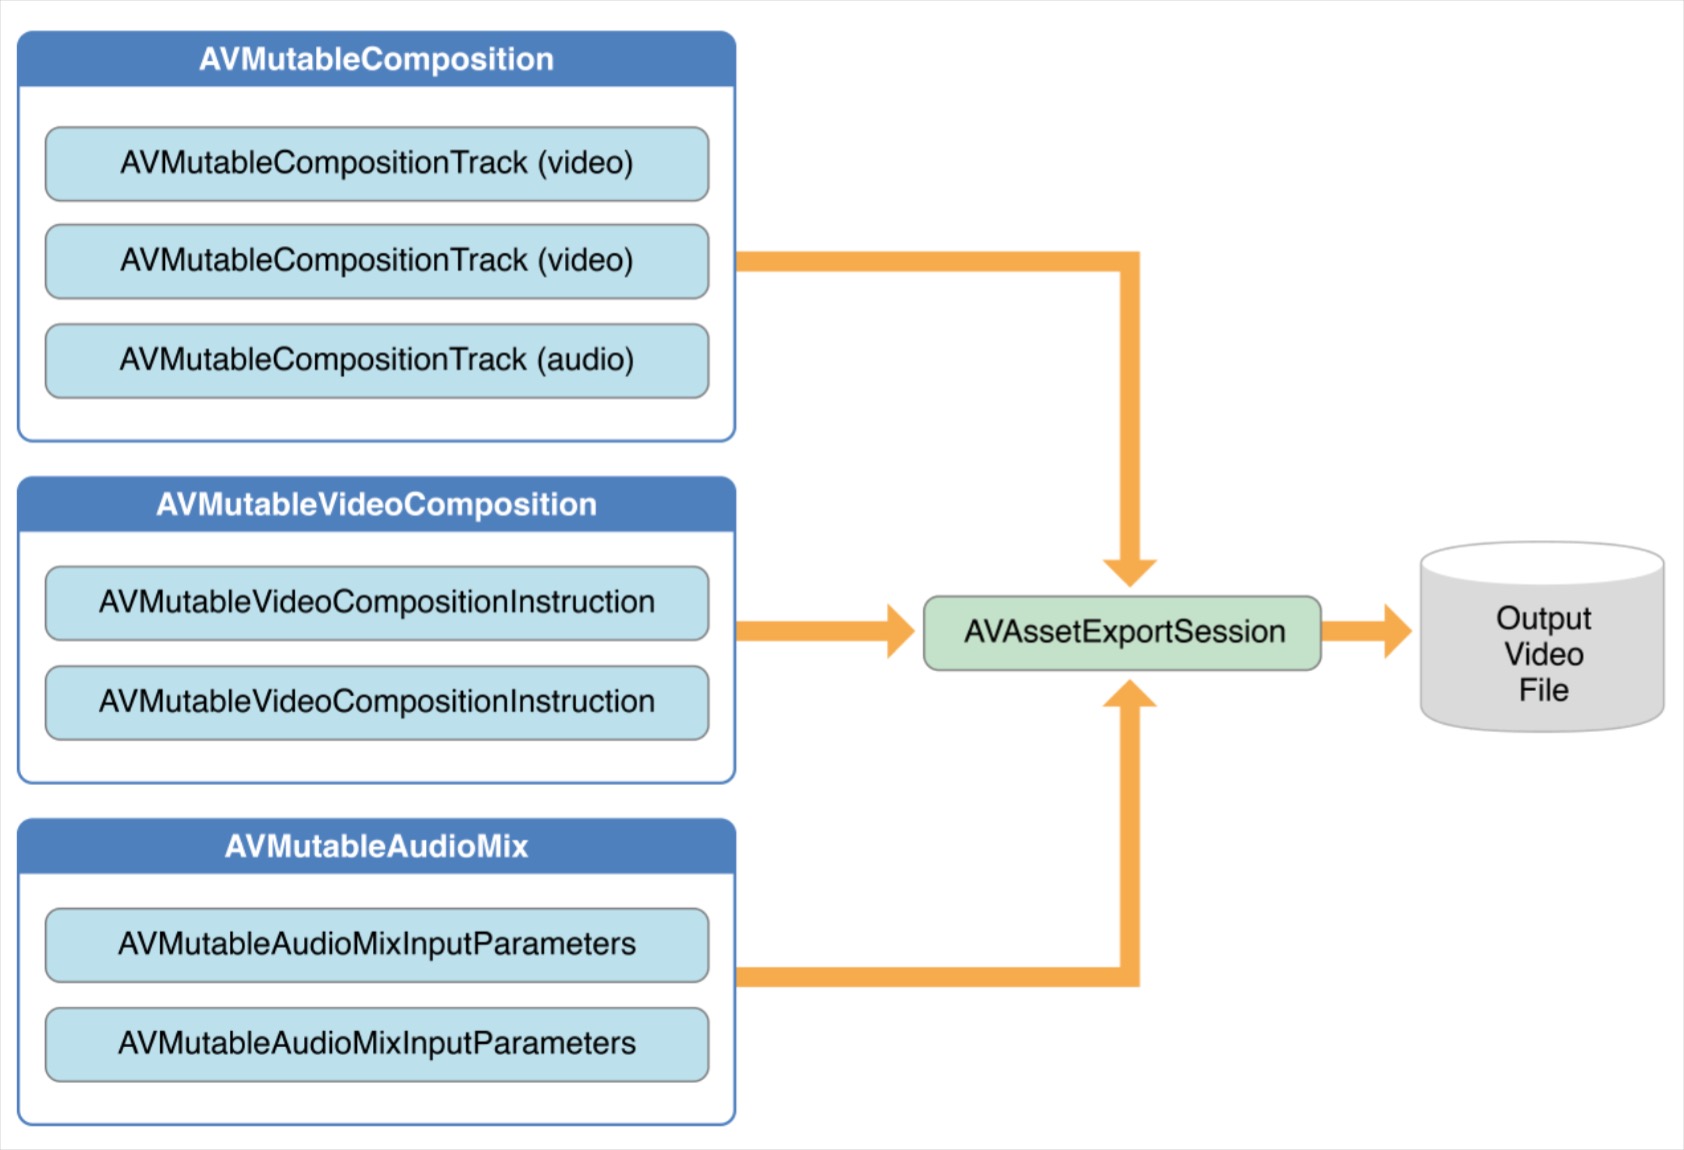 AVMutableComposition
AVMutableCompositionTrack (video)
AVMutableCompositionTrack (video)
AVMutableCompositionTrack (audio)
AVMutableVideoComposition
AVMutableVideoCompositionInstruction
AVMutableVideoCompositionInstruction
AVMutableAudioMix
AVMutableAudioMixInputParameters
AVMutableAudioMixInputParameters
AVAssetExportSession
Output
Video
File